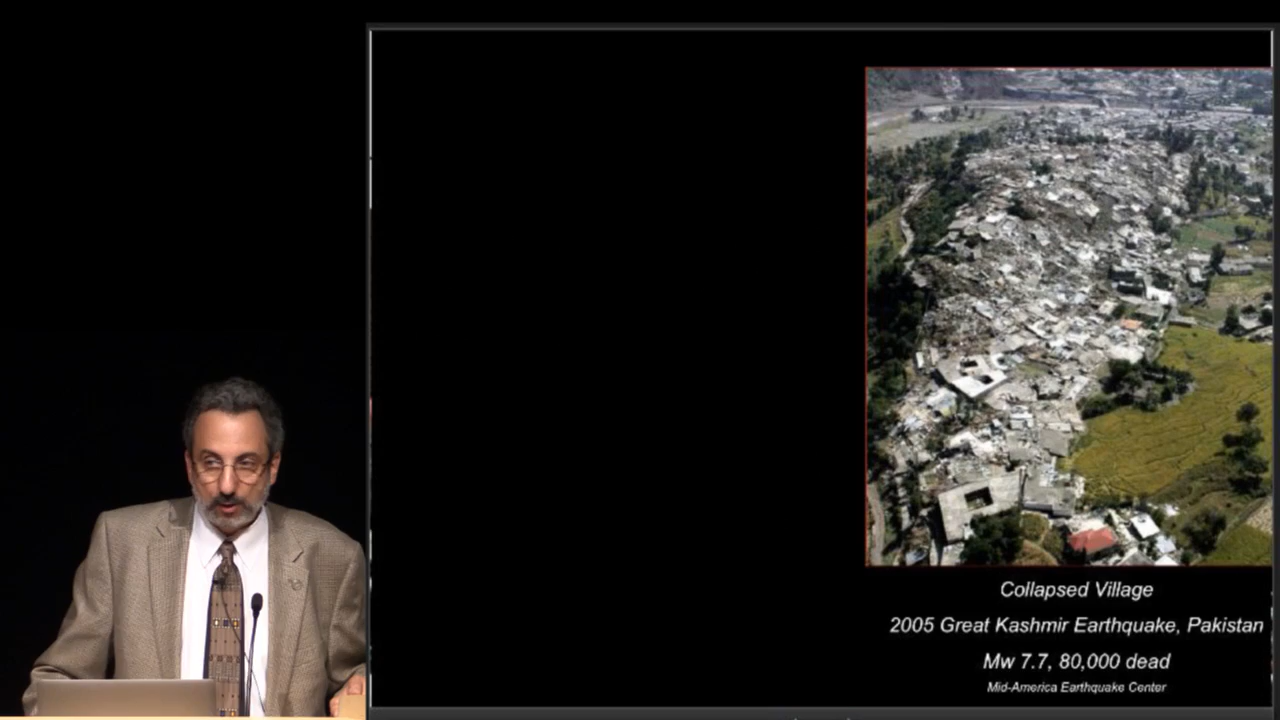 Collapsed Village
2005 Great Kashmir Earthquake, Pakistan
Mw 7.7, 80,000 dead
Mid-America Earthquake Center